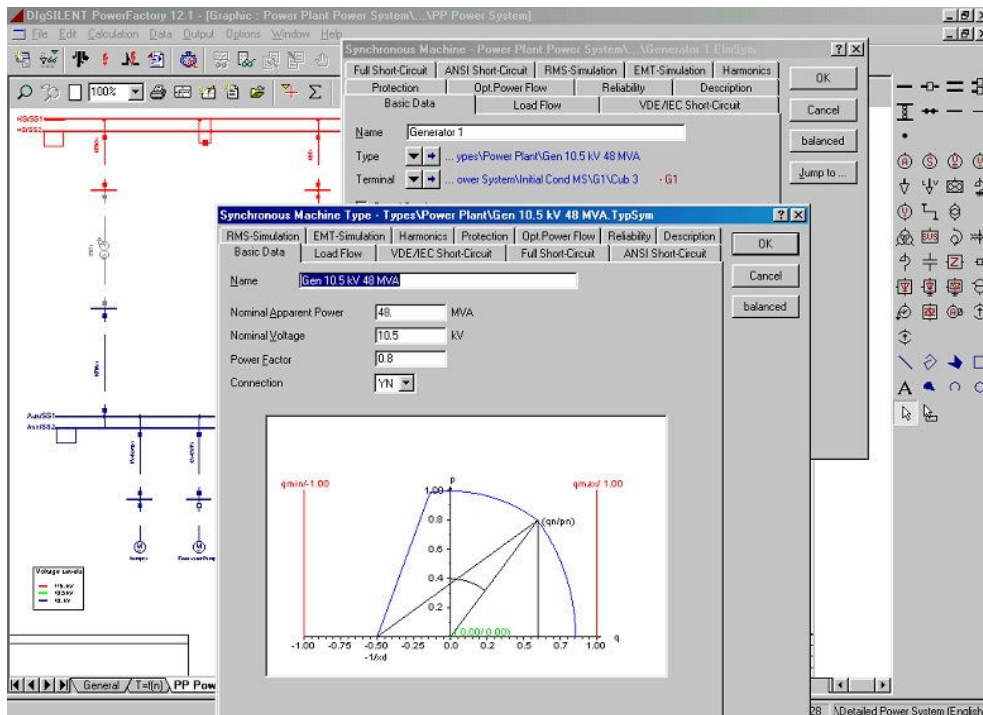 DIgSILENT PowerFactory 12.1 - [Graphic : Power Plant Power System\...\PP Power System]
File Edit Calculation Data Output Options Window Help
100%
Synchronous Machine - Power Plant Power System\...\Generator 1.ElmSym
Full Short-Circuit ANSI Short-Circuit RMS-Simulation EMT-Simulation Harmonics
Protection Opt.Power Flow Reliability Description
Basic Data Load Flow VDE/IEC Short-Circuit
Name Generator 1
Type ... ypes\Power Plant\Gen 10.5 kV 48 MVA
Terminal ... ower System\Initial Cond MS\G1\Cub 3 - G1
OK
Cancel
balanced
Jump to ...
Synchronous Machine Type - Types\Power Plant\Gen 10.5 kV 48 MVA.TypSym
RMS-Simulation EMT-Simulation Harmonics Protection Opt.Power Flow Reliability Description
Basic Data Load Flow VDE/IEC Short-Circuit Full Short-Circuit ANSI Short-Circuit
Name Gen 10.5 kV 48 MVA
Nominal Apparent Power 48. MVA
Nominal Voltage 10.5 kV
Power Factor 0.8
Connection YN
OK
Cancel
balanced
p
qmin/-1.00 1.00 qmax/ 1.00
0.8 (qn/pn)
0.6
0.4
0.2
( 0.00/ 0.00)
-1.00 -0.75 -0.50 -0.25 0.0 0.2 0.4 0.6 0.8 1.00 q
-1/xd
Voltage Levels
General T=f(n) PP Pow
28 \Detailed Power System (English